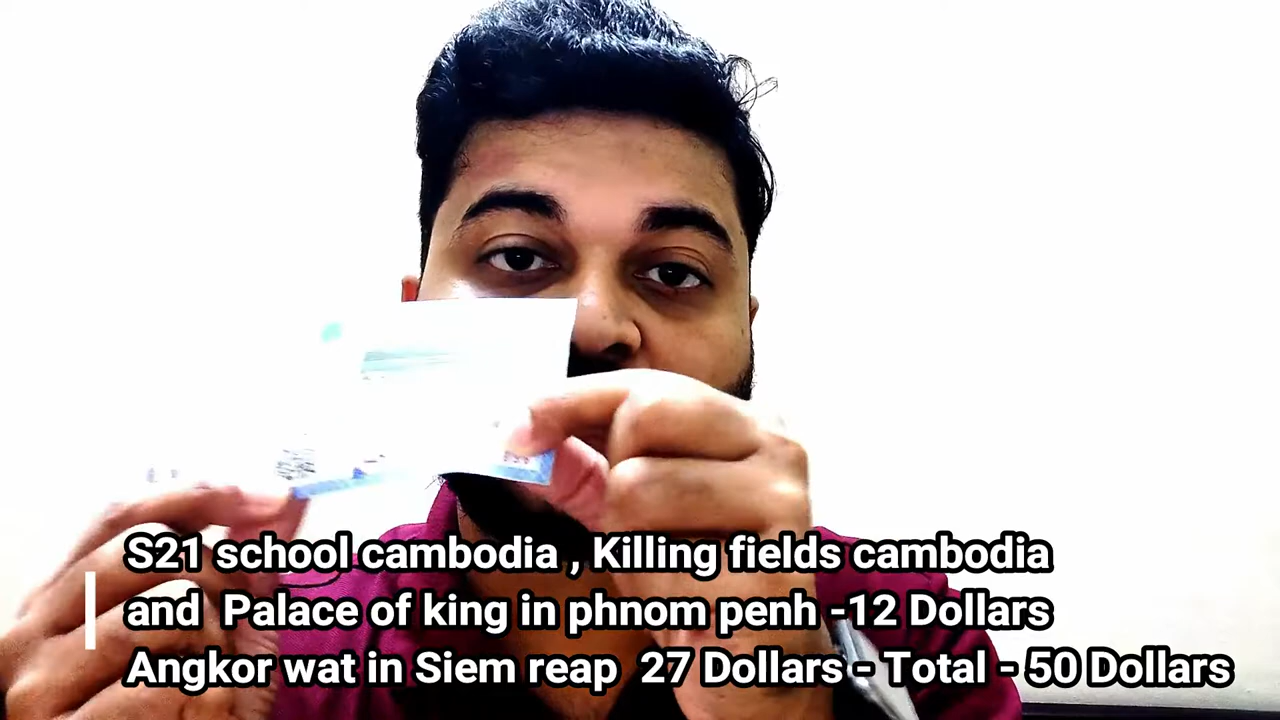 S21 school cambodia , Killing fields cambodia
and Palace of king in phnom penh -12 Dollars
Angkor wat in Siem reap 27 Dollars - Total - 50 Dollars